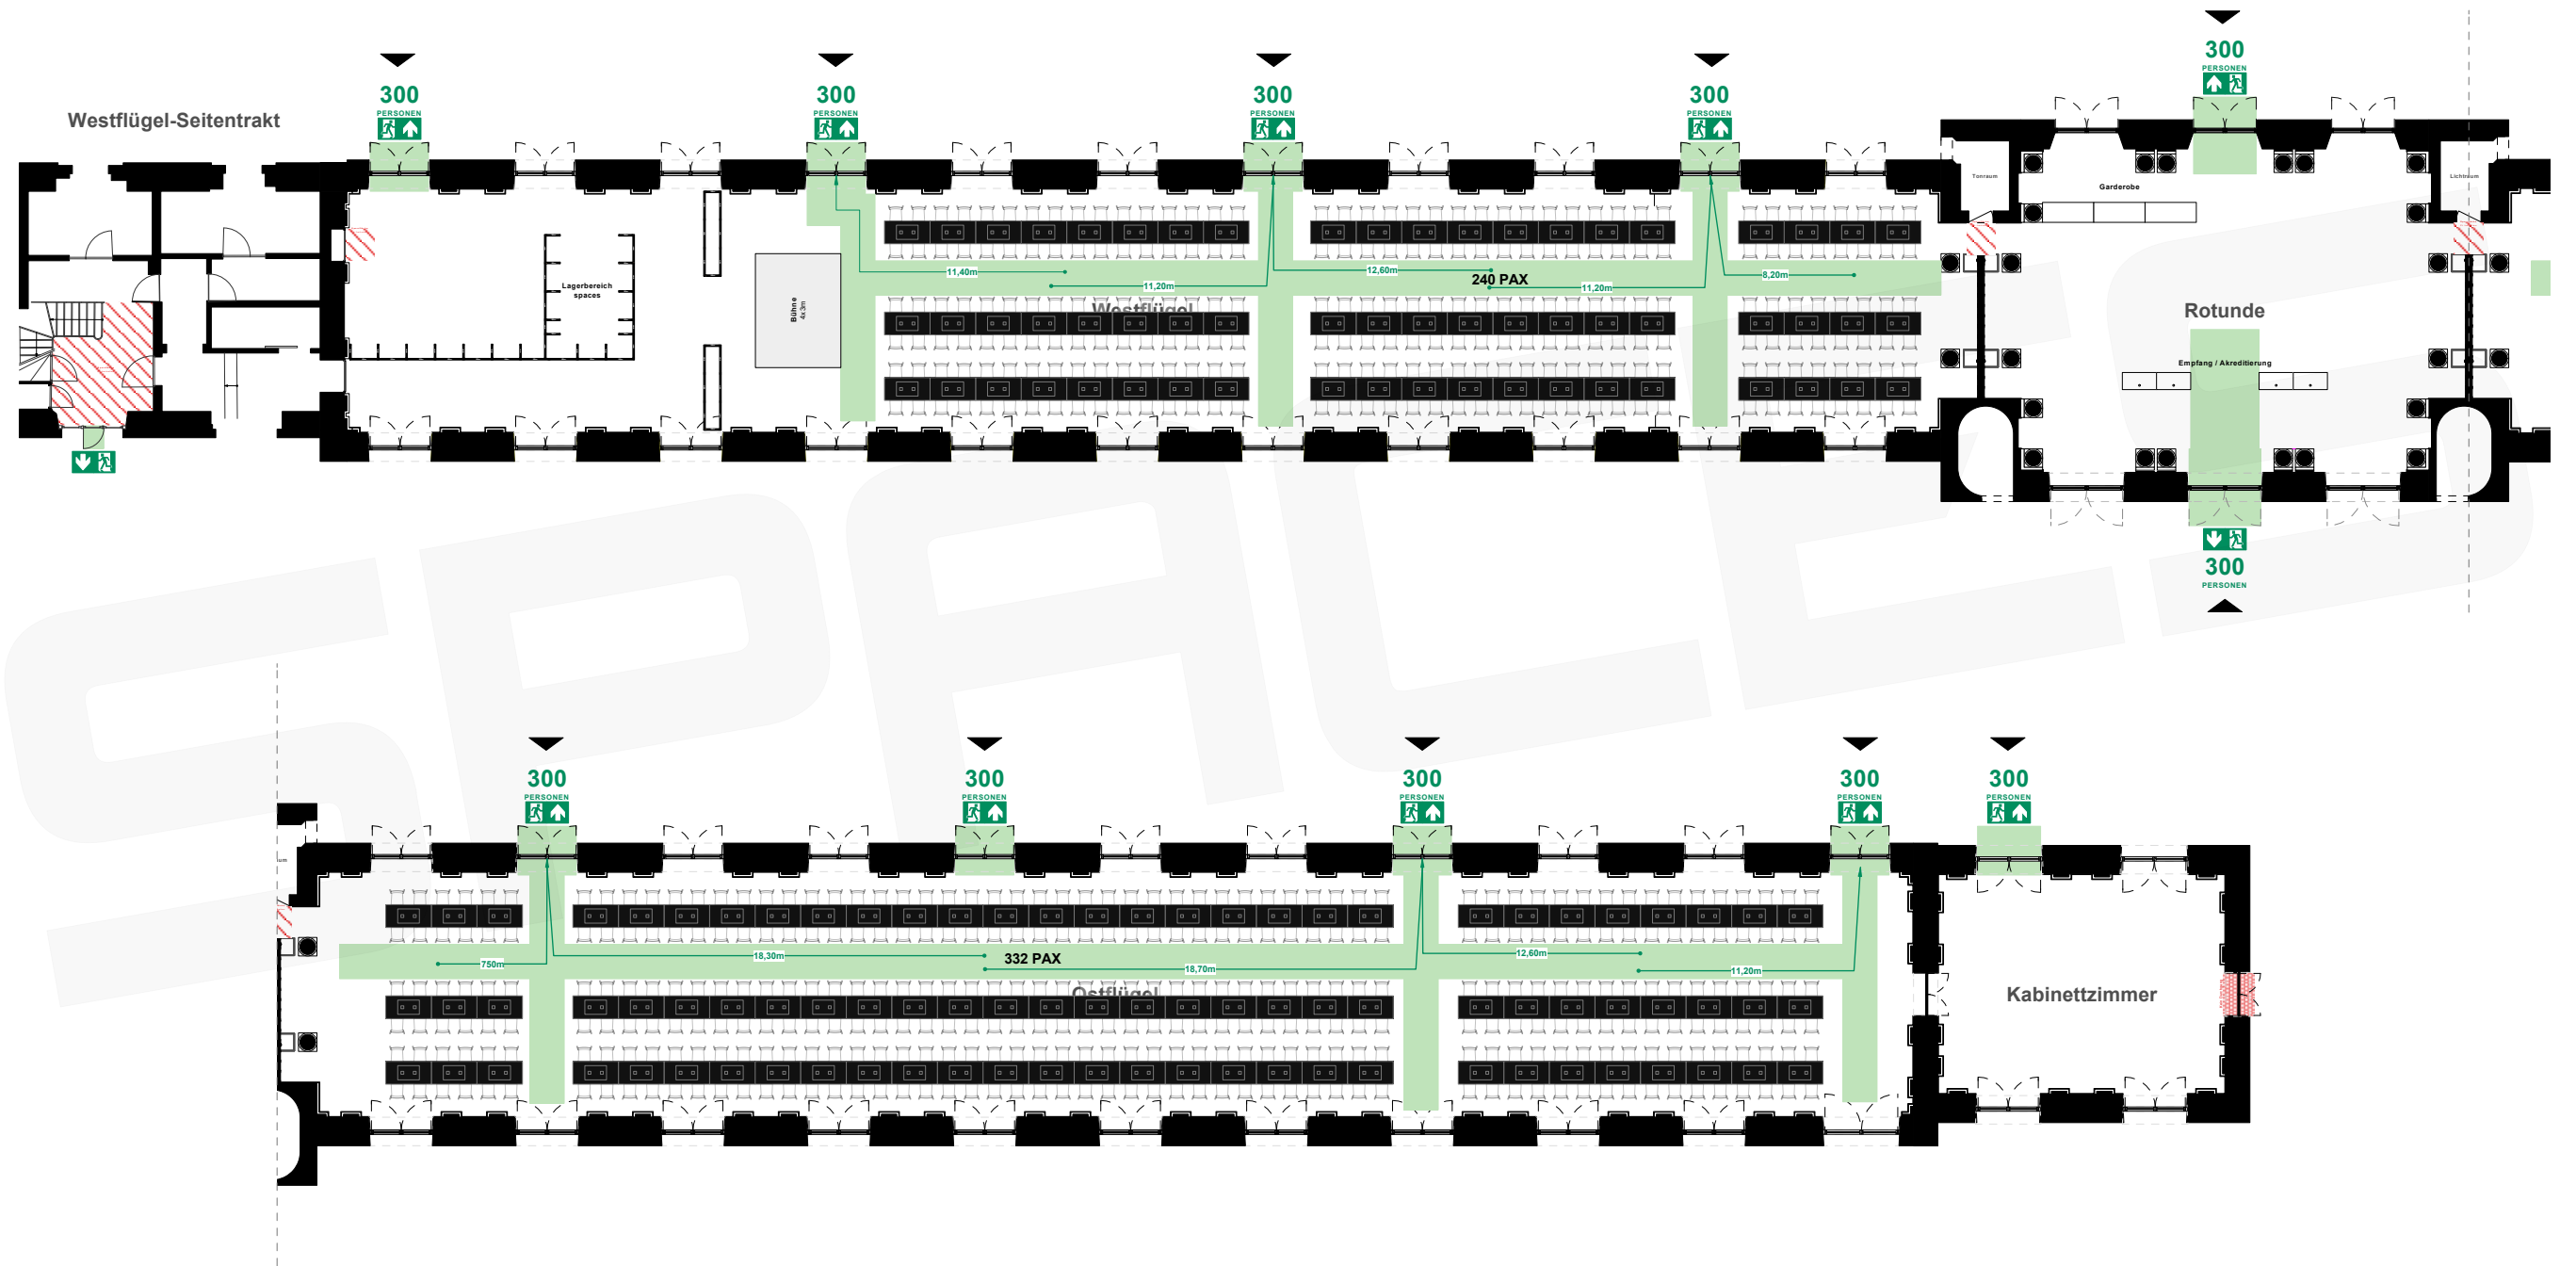 300
PERSONEN
300
PERSONEN
300
PERSONEN
300
PERSONEN
300
PERSONEN
Westflügel-Seitentrakt
Tonraum
Garderobe
Lichtraum
11,40m
11,20m
12,60m
240 PAX
11,20m
8,20m
Lagerbereich
spaces
Bühne
4x3m
Westflügel
Rotunde
Empfang / Akreditierung
300
PERSONEN
SPACES
300
PERSONEN
300
PERSONEN
300
PERSONEN
300
PERSONEN
300
PERSONEN
um
750m
18,30m
332 PAX
18,70m
12,60m
11,20m
Ostflügel
Kabinettzimmer